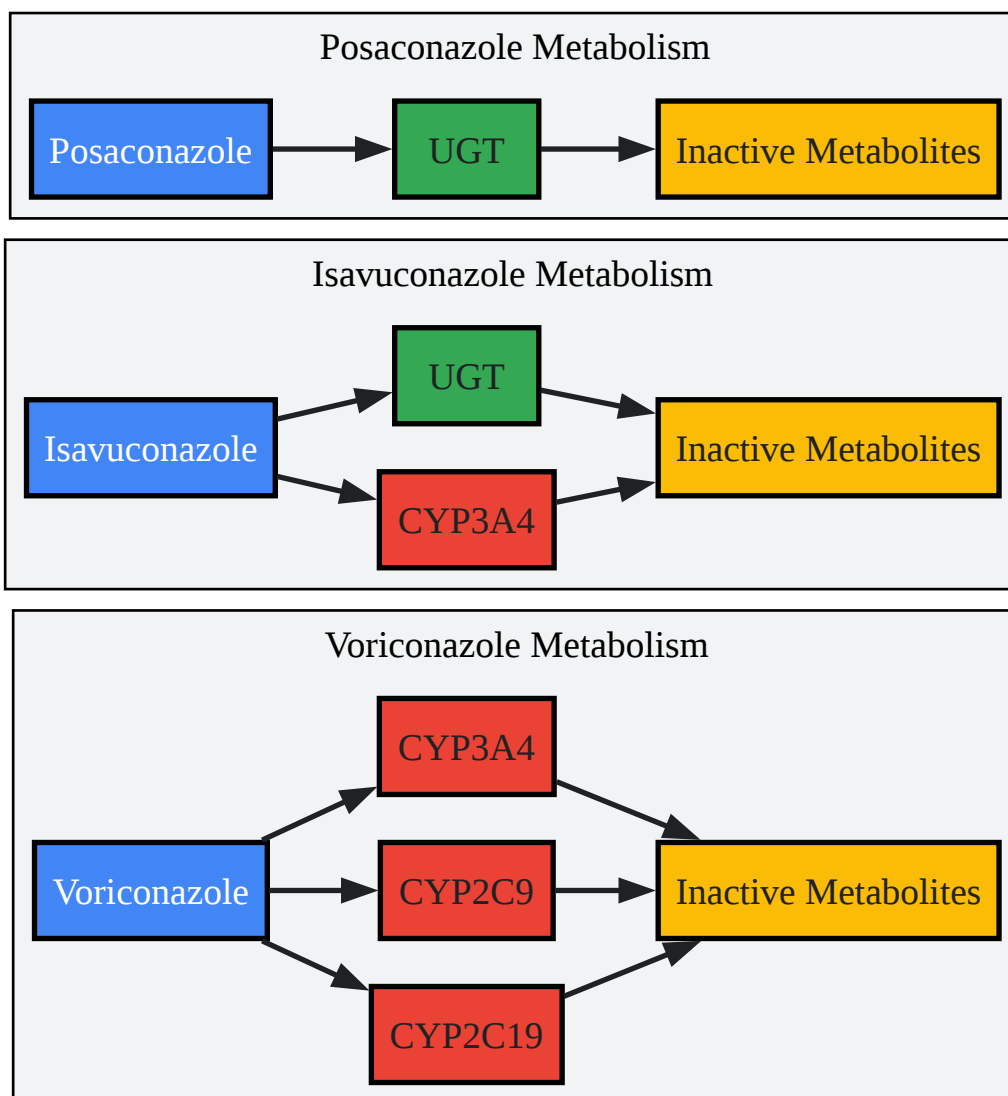 Posaconazole Metabolism
Posaconazole
UGT
Inactive Metabolites
Isavuconazole Metabolism
UGT
Isavuconazole
Inactive Metabolites
CYP3A4
Voriconazole Metabolism
CYP3A4
Voriconazole
CYP2C9
Inactive Metabolites
CYP2C19